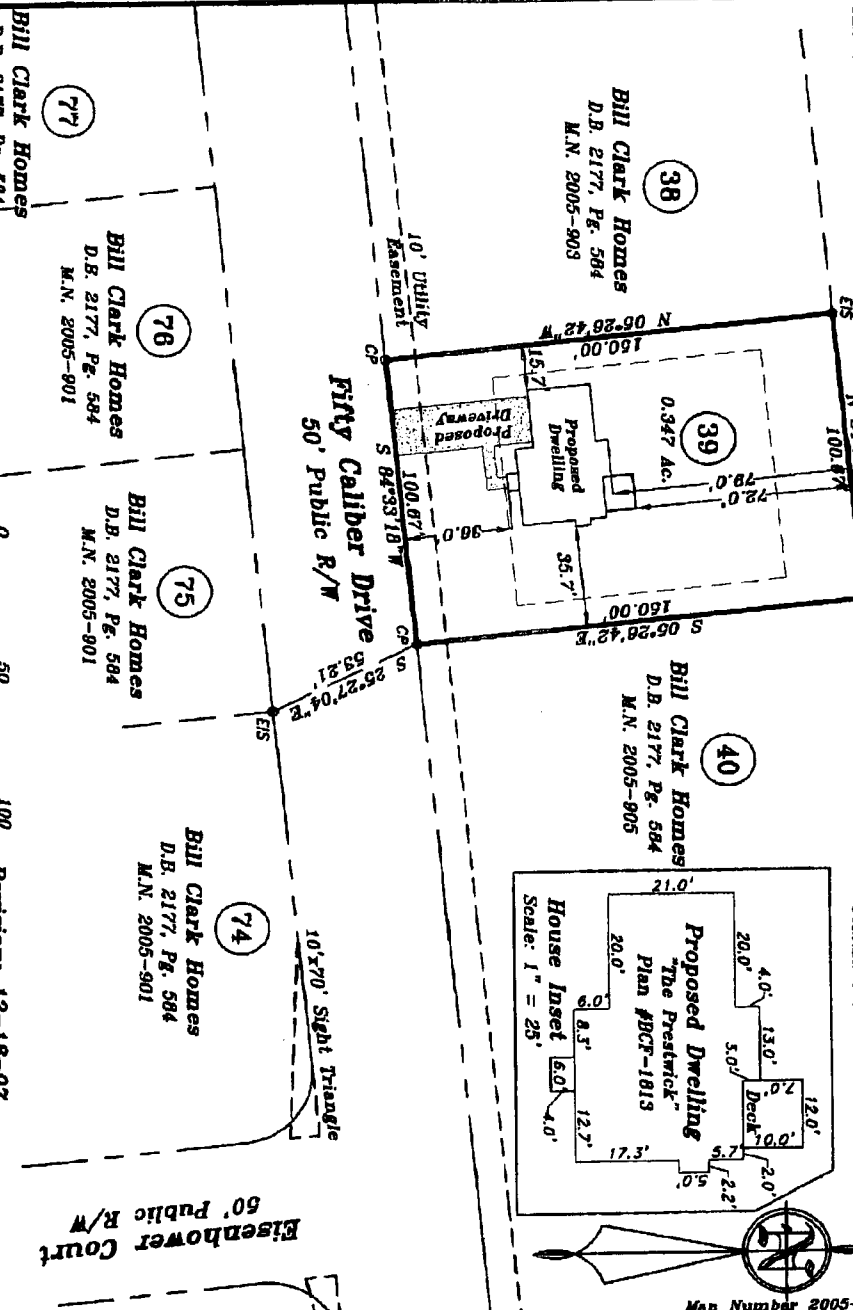 Bill Clark Homes
D.B. 2177, Pg. 584
M.N. 2005-903
38
EIS
100.67'
N 05°26'42" W
150.00'
39
0.347 Ac.
79.0'
72.0'
15.7'
Proposed
Dwelling
Proposed
Driveway
36.0'
35.7'
S 05°26'42" E
150.00'
10' Utility
Easement
CP
S 84°33'18" W
100.67'
CP
Fifty Caliber Drive
50' Public R/W
S 25°27'04" E
53.21'
EIS
40
Bill Clark Homes
D.B. 2177, Pg. 584
M.N. 2005-905
77
Bill Clark Homes
76
Bill Clark Homes
D.B. 2177, Pg. 584
M.N. 2005-901
75
Bill Clark Homes
D.B. 2177, Pg. 584
M.N. 2005-901
74
Bill Clark Homes
D.B. 2177, Pg. 584
M.N. 2005-901
10'x70' Sight Triangle
Eisenhower Court
50' Public R/W
Proposed Dwelling
"The Prestwick"
Plan #BCF-1813
House Inset
Scale: 1" = 25'
21.0'
20.0'
4.0'
13.0'
3.0'
7.0'
12.0'
Deck
10.0'
2.0'
5.7'
2.2'
5.0'
17.3'
12.7'
4.0'
6.0'
8.3'
6.0'
20.0'
N
Map Number 2005-
0
50
100